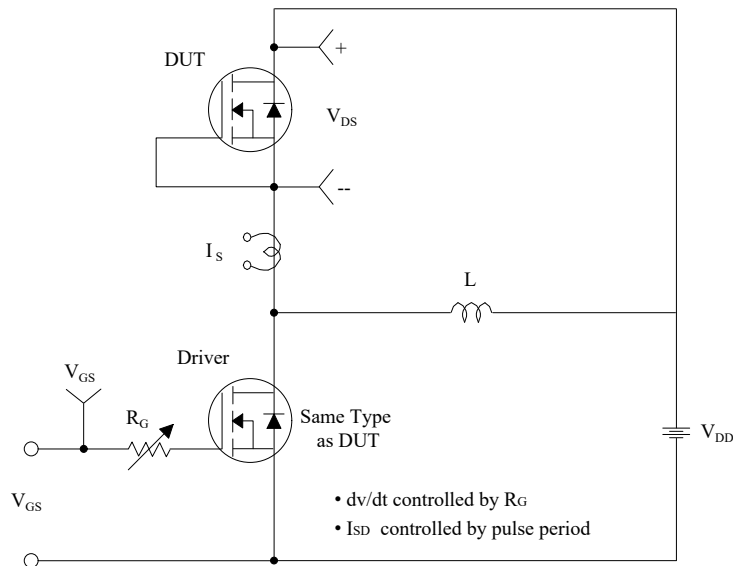 DUT
+
VDS
--
IS
L
Driver
VGS
RG
Same Type
as DUT
VDD
VGS
• dv/dt controlled by RG
• ISD controlled by pulse period